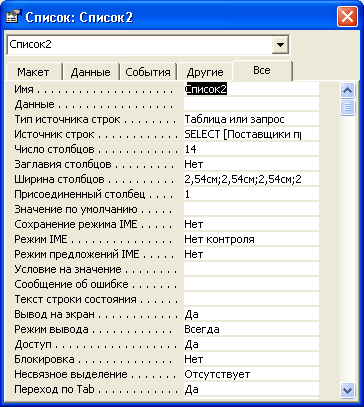 Список: Список2
Список2
Макет Данные События Другие Все
Имя . . . . . . . . . . . . . . . . . . . . . Список2
Данные . . . . . . . . . . . . . . . . . .
Тип источника строк . . . . . . . Таблица или запрос
Источник строк . . . . . . . . . . . . SELECT [Поставщики
Число столбцов . . . . . . . . . . . 14
Заглавия столбцов . . . . . . . . . Нет
Ширина столбцов . . . . . . . . . . 2,54см;2,54см;2,54см;2
Присоединенный столбец . . . . 1
Значение по умолчанию . . . . .
Сохранение режима IME . . . . . Нет
Режим IME . . . . . . . . . . . . . . . Нет контроля
Режим предложений IME . . . . . Нет
Условие на значение . . . . . . .
Сообщение об ошибке . . . . . . .
Текст строки состояния . . . . . .
Вывод на экран . . . . . . . . . . . . Да
Режим вывода . . . . . . . . . . . . . Всегда
Доступ . . . . . . . . . . . . . . . . . . Да
Блокировка . . . . . . . . . . . . . . Нет
Несвязное выделение . . . . . . . Отсутствует
Переход по Tab . . . . . . . . . . . . Да